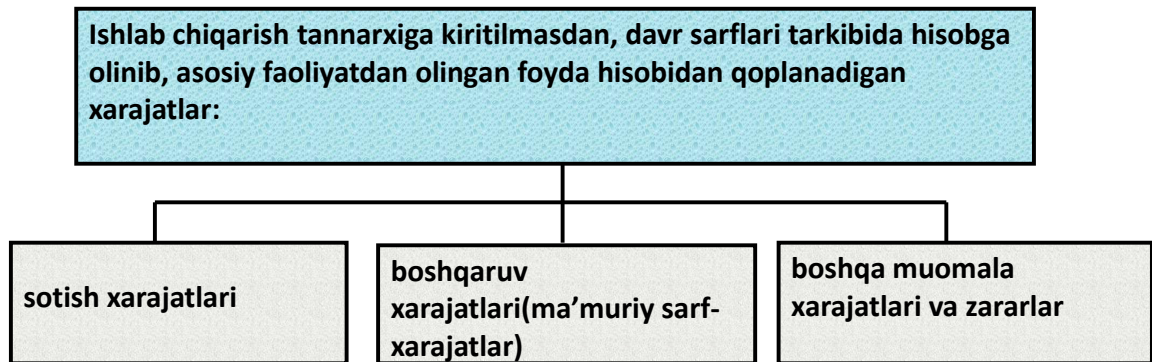 Ishlab chiqarish tannarxiga kiritilmasdan, davr sarflari tarkibida hisobga
olinib, asosiy faoliyatdan olingan foyda hisobidan qoplanadigan
xarajatlar:
sotish xarajatlari
boshqaruv
xarajatlari(ma’muriy sarf-
xarajatlar)
boshqa muomala
xarajatlari va zararlar